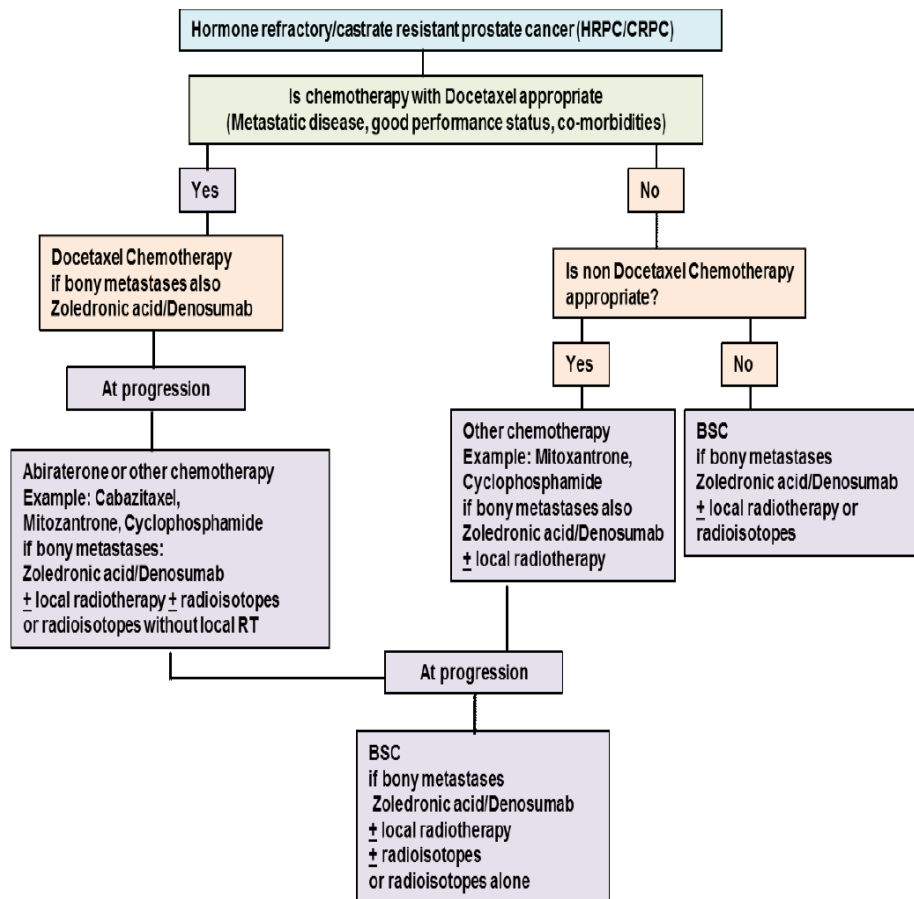 Hormone refractory/castrate resistant prostate cancer (HRPC/CRPC)
Is chemotherapy with Docetaxel appropriate
(Metastatic disease, good performance status, co-morbidities)
Yes
No
Docetaxel Chemotherapy
if bony metastases also
Zoledronic acid/Denosumab
Is non Docetaxel Chemotherapy
appropriate?
At progression
Yes
No
Abiraterone or other chemotherapy
Example: Cabazitaxel,
Mitozantrone, Cyclophosphamide
if bony metastases:
Zoledronic acid/Denosumab
± local radiotherapy ± radioisotopes
or radioisotopes without local RT
Other chemotherapy
Example: Mitoxantrone,
Cyclophosphamide
if bony metastases also
Zoledronic acid/Denosumab
± local radiotherapy
BSC
if bony metastases
Zoledronic acid/Denosumab
± local radiotherapy or
radioisotopes
At progression
BSC
if bony metastases
Zoledronic acid/Denosumab
± local radiotherapy
± radioisotopes
or radioisotopes alone